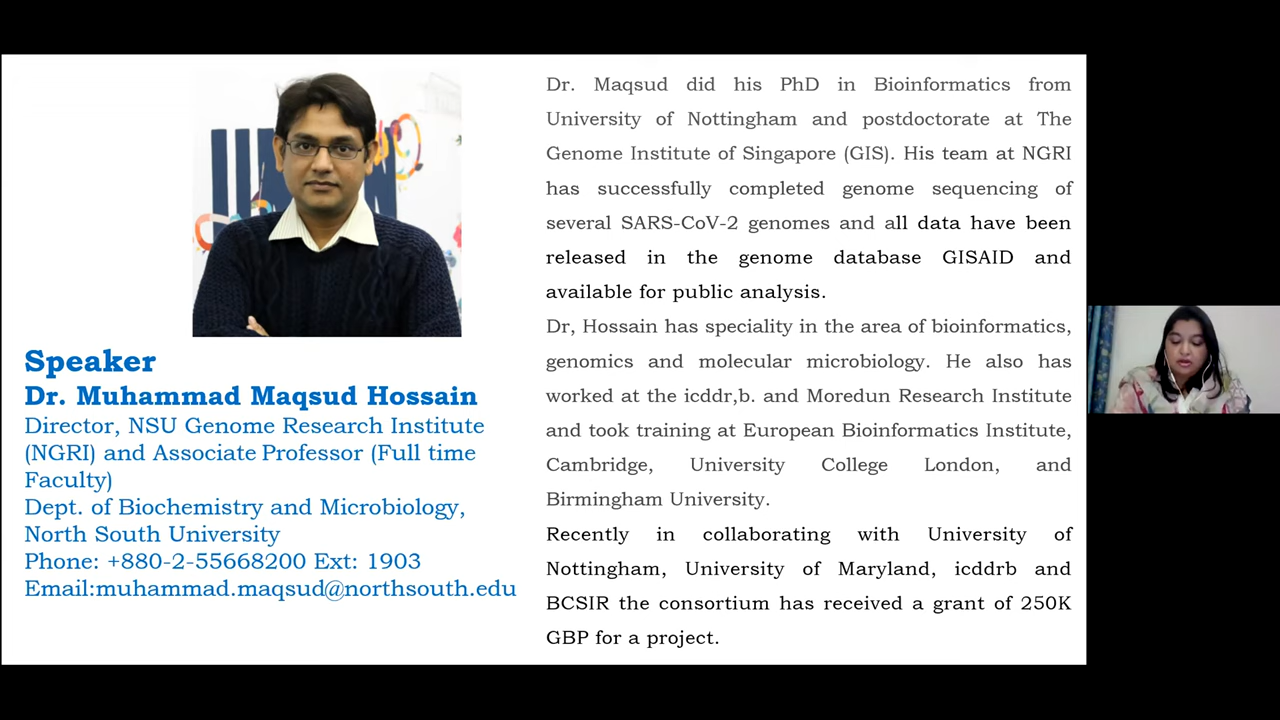 Speaker
Dr. Muhammad Maqsud Hossain
Director, NSU Genome Research Institute
(NGRI) and Associate Professor (Full time
Faculty)
Dept. of Biochemistry and Microbiology,
North South University
Phone: +880-2-55668200 Ext: 1903
Email:muhammad.maqsud@northsouth.edu
Dr. Maqsud did his PhD in Bioinformatics from
University of Nottingham and postdoctorate at The
Genome Institute of Singapore (GIS). His team at NGRI
has successfully completed genome sequencing of
several SARS-CoV-2 genomes and all data have been
released in the genome database GISAID and
available for public analysis.
Dr, Hossain has speciality in the area of bioinformatics,
genomics and molecular microbiology. He also has
worked at the icddr,b. and Moredun Research Institute
and took training at European Bioinformatics Institute,
Cambridge, University College London, and
Birmingham University.
Recently in collaborating with University of
Nottingham, University of Maryland, icddrb and
BCSIR the consortium has received a grant of 250K
GBP for a project.